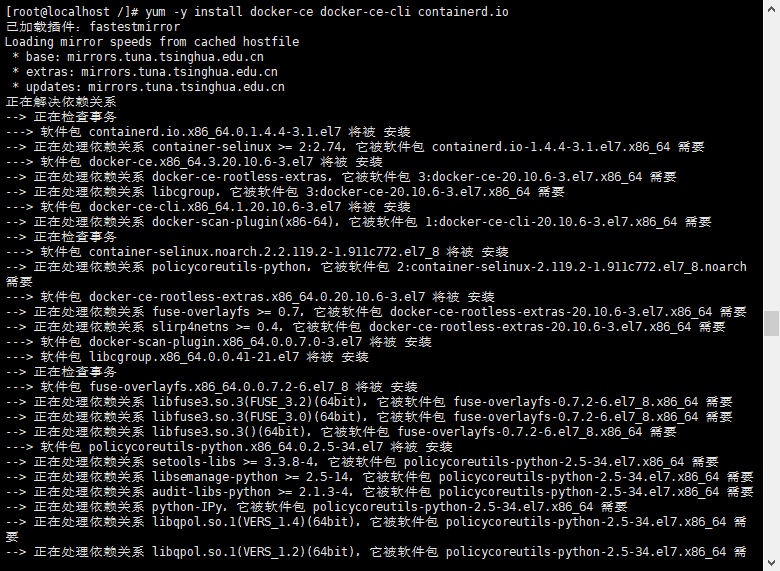 [root@localhost /]# yum -y install docker-ce docker-ce-cli containerd.io
已加载插件：fastestmirror
Loading mirror speeds from cached hostfile
 * base: mirrors.tuna.tsinghua.edu.cn
 * extras: mirrors.tuna.tsinghua.edu.cn
 * updates: mirrors.tuna.tsinghua.edu.cn
正在解决依赖关系
--> 正在检查事务
---> 软件包 containerd.io.x86_64.0.1.4.4-3.1.el7 将被 安装
--> 正在处理依赖关系 container-selinux >= 2:2.74，它被软件包 containerd.io-1.4.4-3.1.el7.x86_64 需要
---> 软件包 docker-ce.x86_64.3.20.10.6-3.el7 将被 安装
--> 正在处理依赖关系 docker-ce-rootless-extras，它被软件包 3:docker-ce-20.10.6-3.el7.x86_64 需要
--> 正在处理依赖关系 libcgroup，它被软件包 3:docker-ce-20.10.6-3.el7.x86_64 需要
---> 软件包 docker-ce-cli.x86_64.1.20.10.6-3.el7 将被 安装
--> 正在处理依赖关系 docker-scan-plugin(x86-64)，它被软件包 1:docker-ce-cli-20.10.6-3.el7.x86_64 需要
--> 正在检查事务
---> 软件包 container-selinux.noarch.2.2.119.2-1.911c772.el7_8 将被 安装
--> 正在处理依赖关系 policycoreutils-python，它被软件包 2:container-selinux-2.119.2-1.911c772.el7_8.noarch
需要
---> 软件包 docker-ce-rootless-extras.x86_64.0.20.10.6-3.el7 将被 安装
--> 正在处理依赖关系 fuse-overlayfs >= 0.7，它被软件包 docker-ce-rootless-extras-20.10.6-3.el7.x86_64 需要
--> 正在处理依赖关系 slirp4netns >= 0.4，它被软件包 docker-ce-rootless-extras-20.10.6-3.el7.x86_64 需要
---> 软件包 docker-scan-plugin.x86_64.0.0.7.0-3.el7 将被 安装
---> 软件包 libcgroup.x86_64.0.0.41-21.el7 将被 安装
--> 正在检查事务
---> 软件包 fuse-overlayfs.x86_64.0.0.7.2-6.el7_8 将被 安装
--> 正在处理依赖关系 libfuse3.so.3(FUSE_3.2)(64bit)，它被软件包 fuse-overlayfs-0.7.2-6.el7_8.x86_64 需要
--> 正在处理依赖关系 libfuse3.so.3(FUSE_3.0)(64bit)，它被软件包 fuse-overlayfs-0.7.2-6.el7_8.x86_64 需要
--> 正在处理依赖关系 libfuse3.so.3()(64bit)，它被软件包 fuse-overlayfs-0.7.2-6.el7_8.x86_64 需要
---> 软件包 policycoreutils-python.x86_64.0.2.5-34.el7 将被 安装
--> 正在处理依赖关系 setools-libs >= 3.3.8-4，它被软件包 policycoreutils-python-2.5-34.el7.x86_64 需要
--> 正在处理依赖关系 libsemanage-python >= 2.5-14，它被软件包 policycoreutils-python-2.5-34.el7.x86_64 需要
--> 正在处理依赖关系 audit-libs-python >= 2.1.3-4，它被软件包 policycoreutils-python-2.5-34.el7.x86_64 需要
--> 正在处理依赖关系 python-IPy，它被软件包 policycoreutils-python-2.5-34.el7.x86_64 需要
--> 正在处理依赖关系 libqpol.so.1(VERS_1.4)(64bit)，它被软件包 policycoreutils-python-2.5-34.el7.x86_64 需
要
--> 正在处理依赖关系 libqpol.so.1(VERS_1.2)(64bit)，它被软件包 policycoreutils-python-2.5-34.el7.x86_64 需